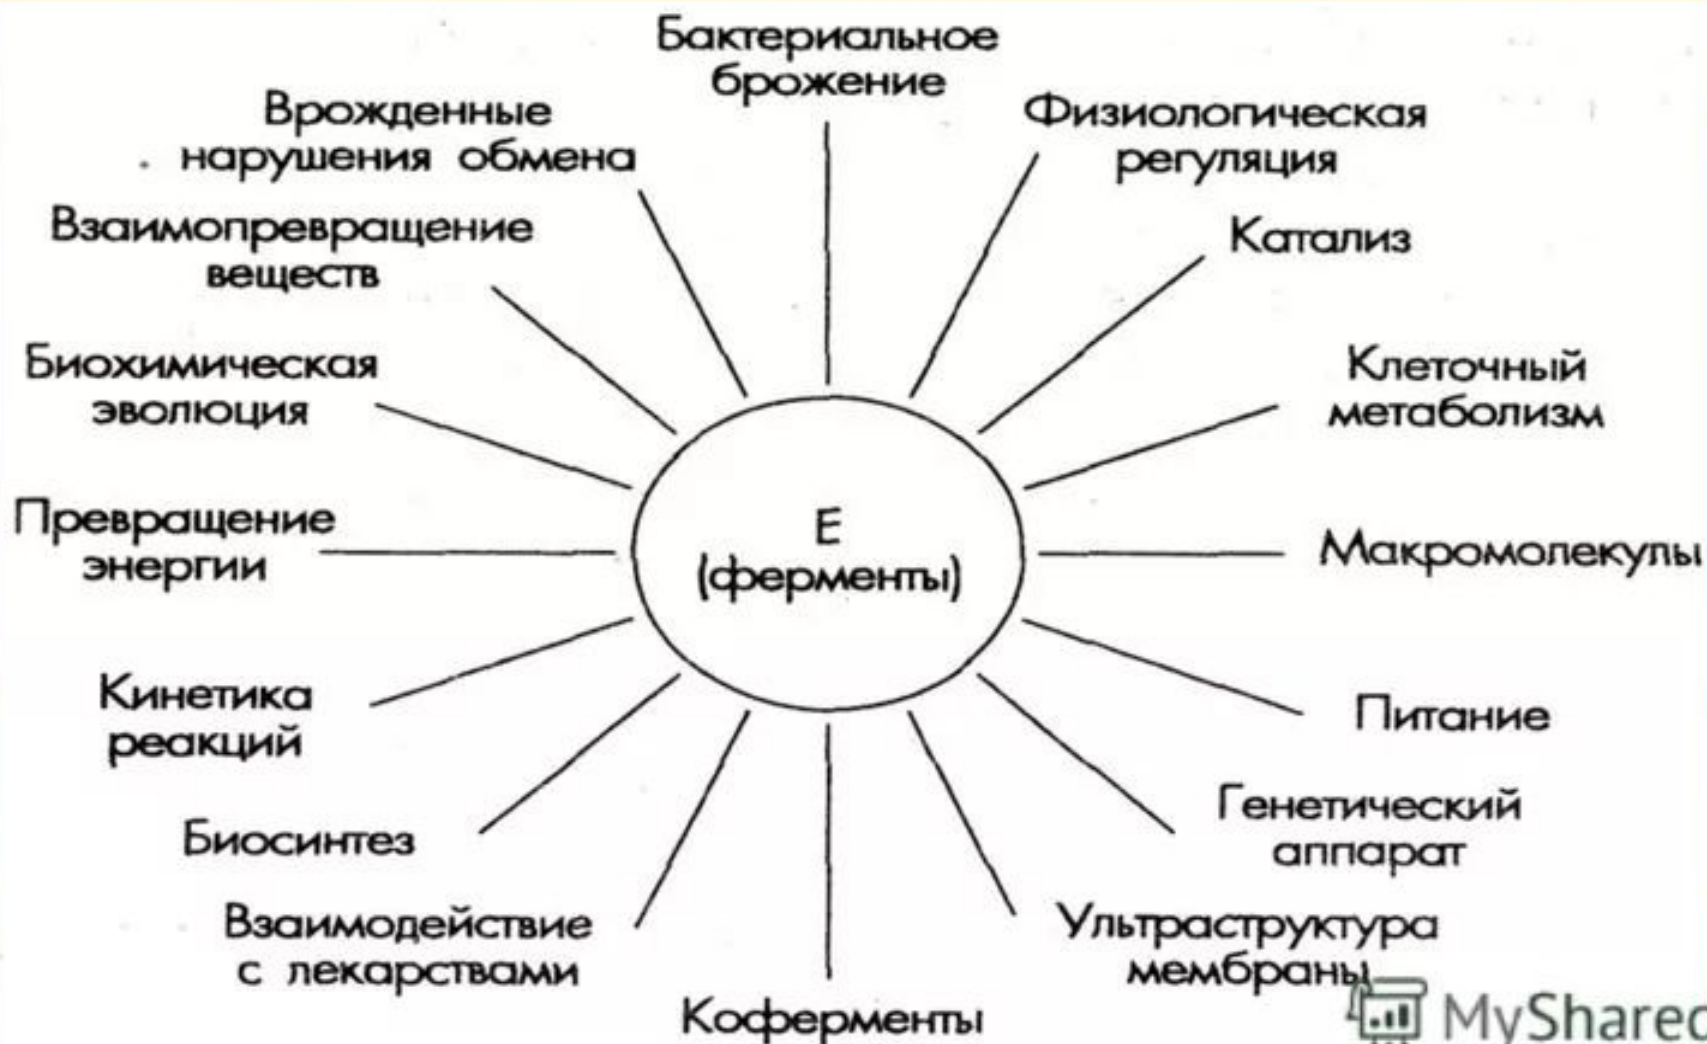 Бактериальное
брожение
Врожденные
нарушения обмена
Физиологическая
регуляция
Взаимопревращение
веществ
Катализ
Биохимическая
эволюция
Клеточный
метаболизм
Превращение
энергии
Е
(ферменты)
Макромолекулы
Кинетика
реакций
Питание
Биосинтез
Генетический
аппарат
Взаимодействие
с лекарствами
Ультраструктура
мембраны
Коферменты
MyShared